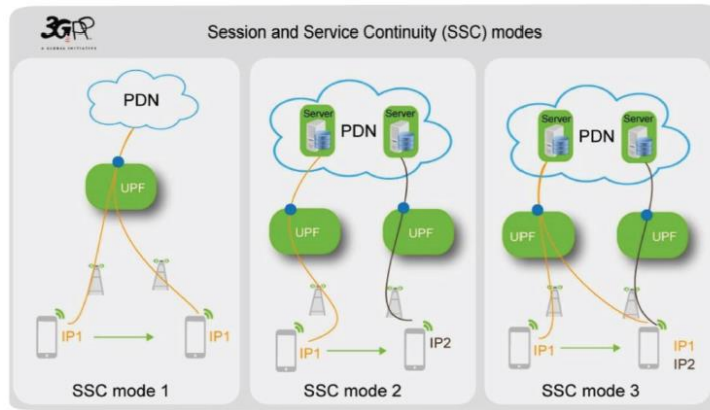 3GPP
A GLOBAL INITIATIVE
Session and Service Continuity (SSC) modes
PDN
UPF
IP1
IP1
SSC mode 1
Server
PDN
Server
UPF
UPF
IP1
IP2
SSC mode 2
Server
PDN
Server
UPF
UPF
IP1
IP1
IP2
SSC mode 3